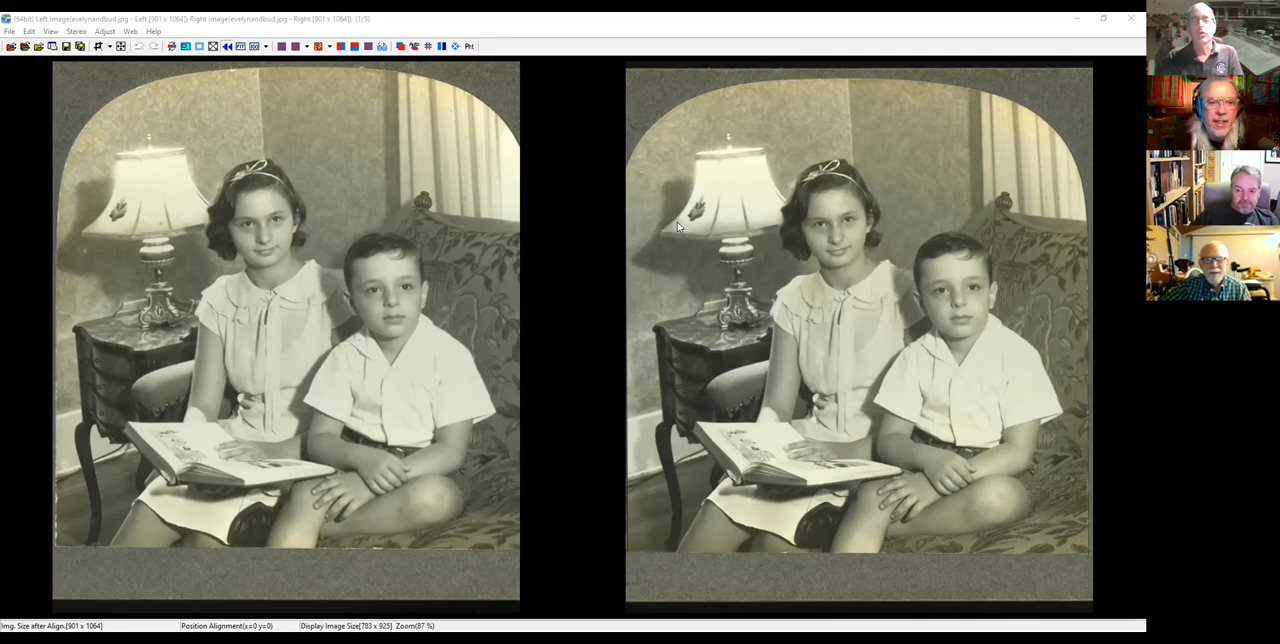 (64bit) Left Image(evelynandbud.jpg - Left [901 x 1064]) Right Image(evelynandbud.jpg - Right [901 x 1064]) (1/5)
File Edit View Stereo Adjust Web Help
Pht
Img. Size after Align.[901 x 1064] Position Alignment(x=0 y=0) Display Image Size[783 x 925] Zoom(87 %)